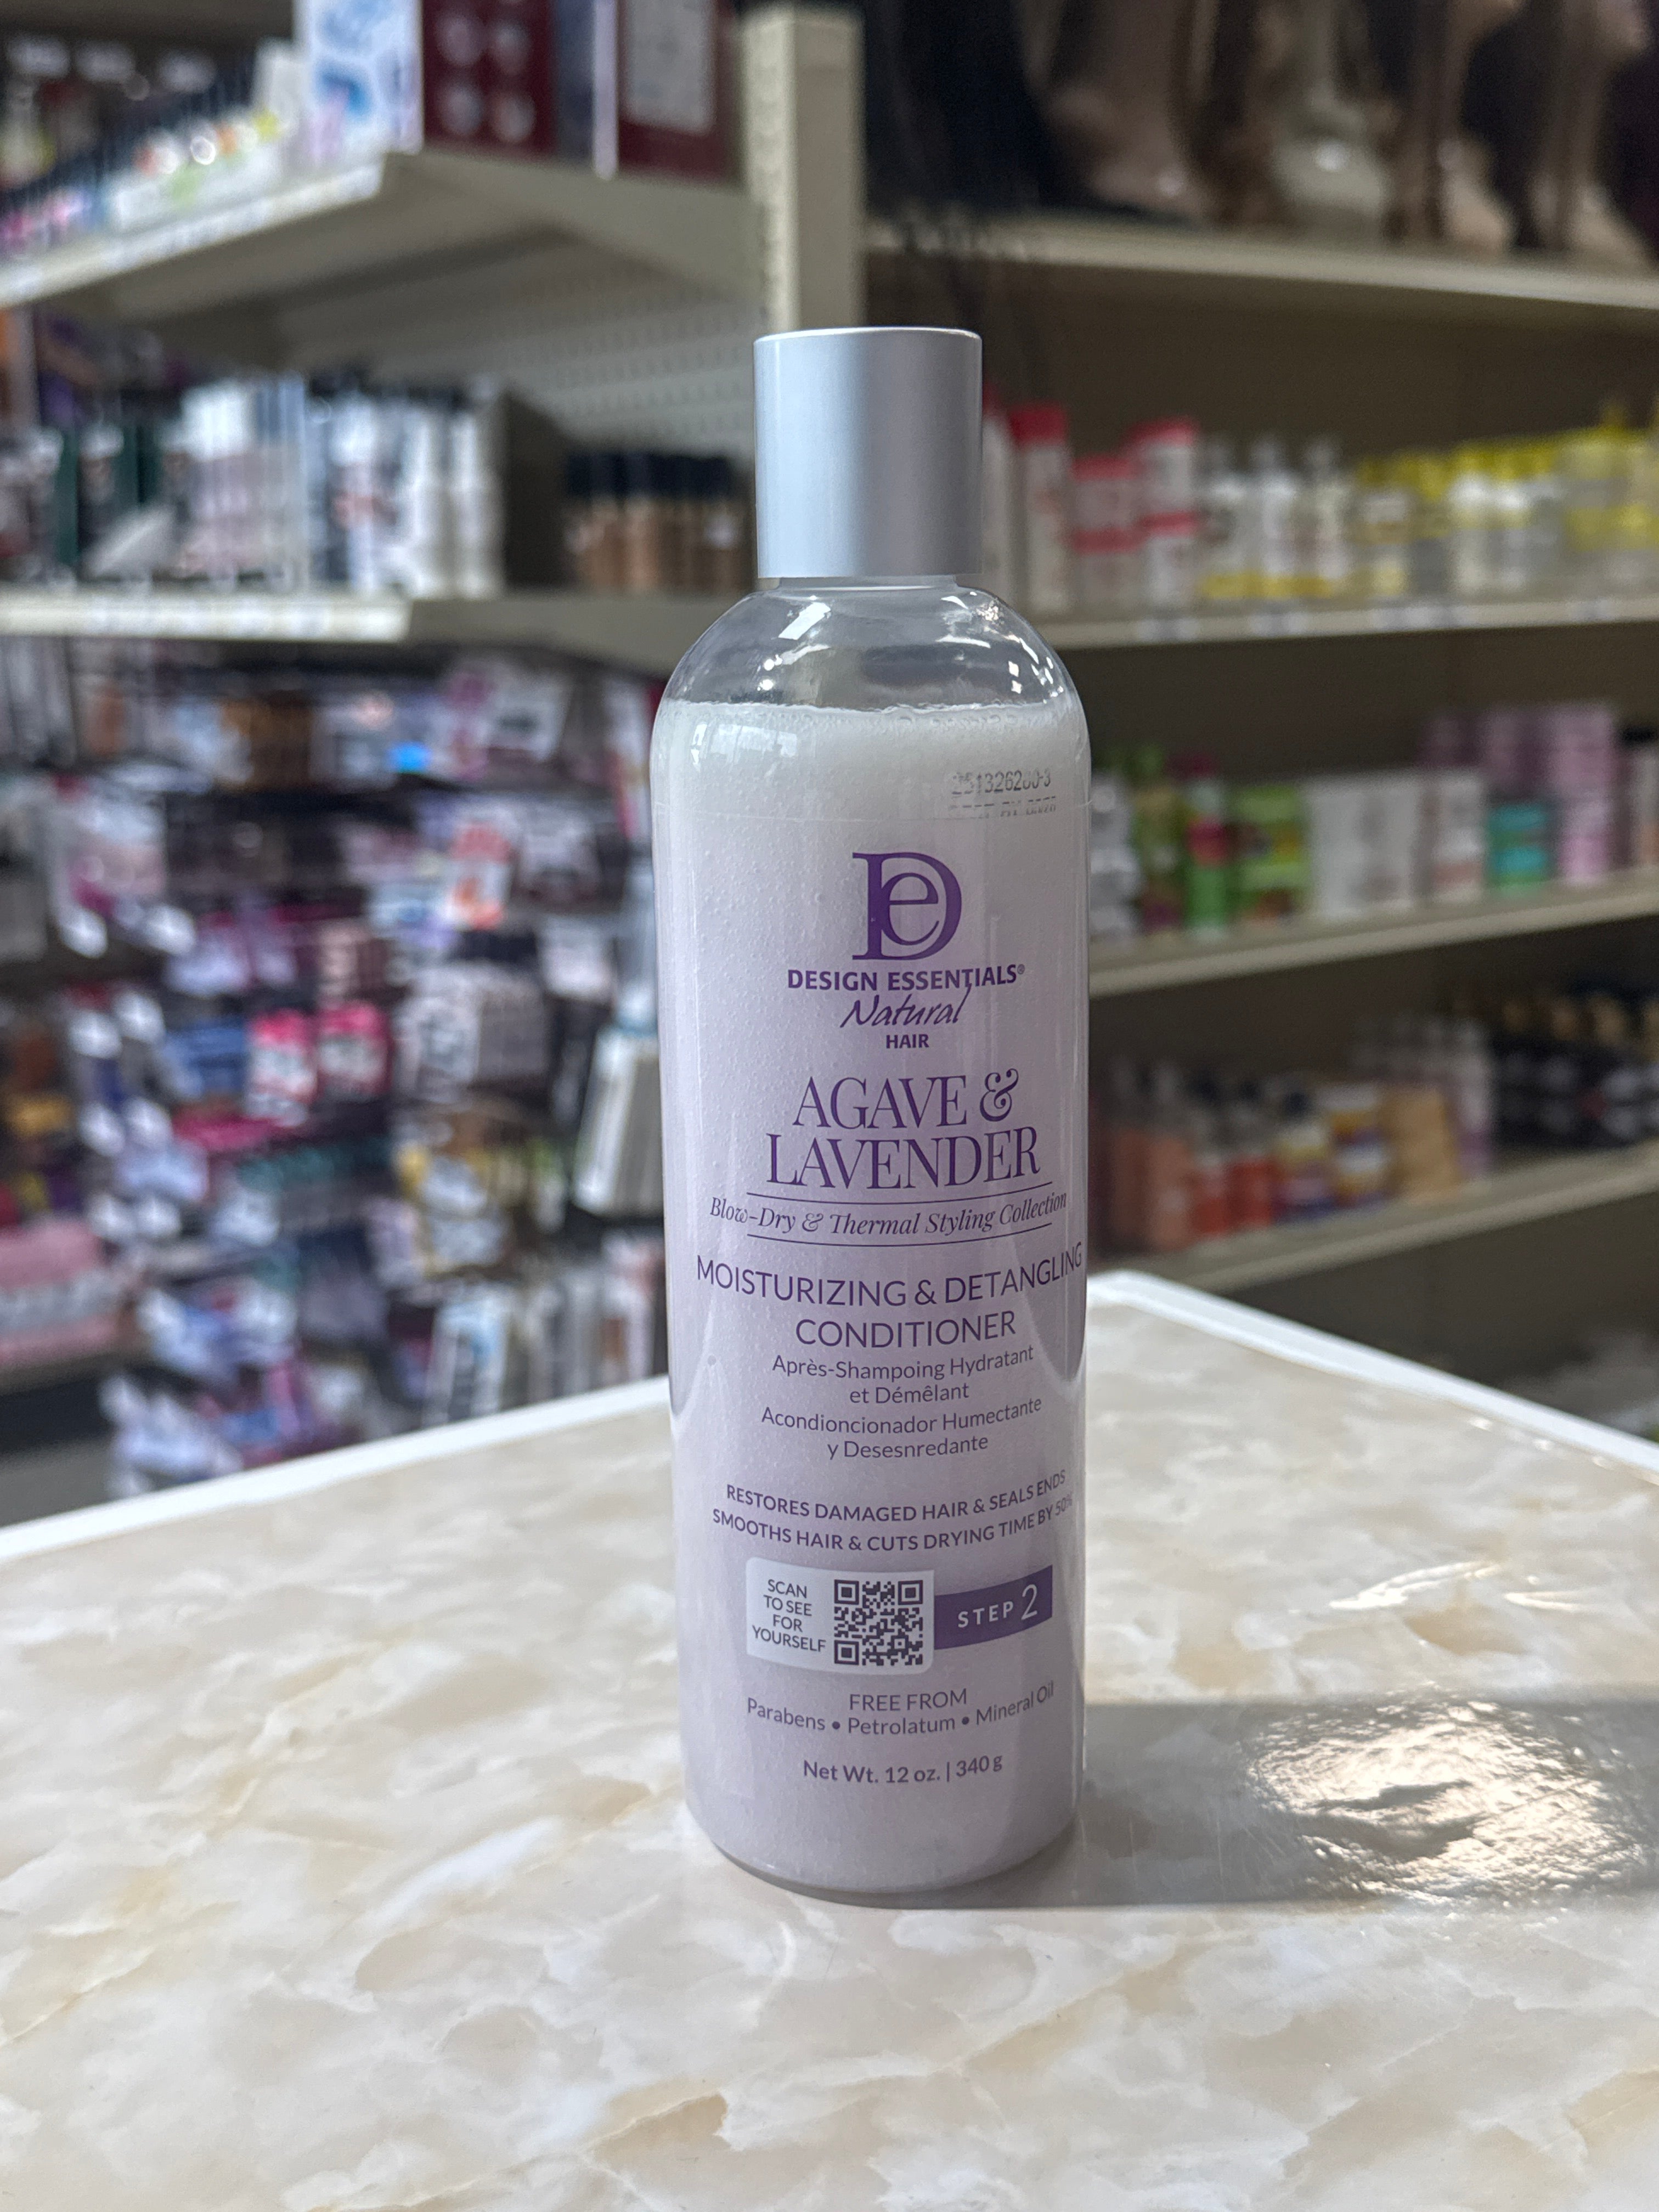 DE
DESIGN ESSENTIALS®
Natural
HAIR
AGAVE &
LAVENDER
Blow-Dry & Thermal Styling Collection
MOISTURIZING & DETANGLING
CONDITIONER
Après-Shampoing Hydratant
et Démêlant
Acondioncionador Humectante
y Desesnredante
RESTORES DAMAGED HAIR & SEALS ENDS
SMOOTHS HAIR & CUTS DRYING TIME BY 50%
SCAN
TO SEE
FOR
YOURSELF
STEP 2
FREE FROM
Parabens • Petrolatum • Mineral Oil
Net Wt. 12 oz. | 340 g